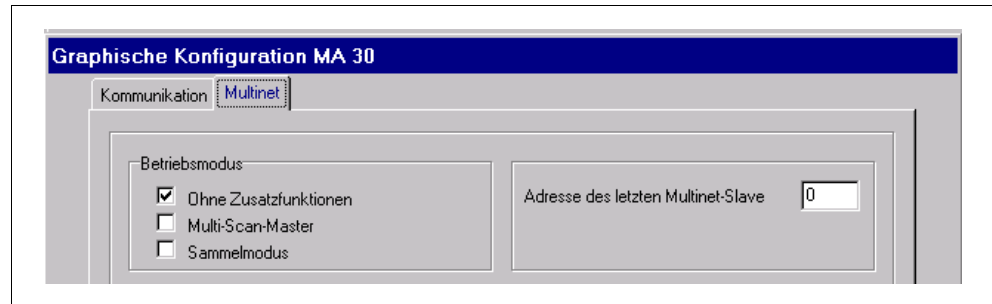 Graphische Konfiguration MA 30
Kommunikation Multinet
Betriebsmodus
Ohne Zusatzfunktionen
Multi-Scan-Master
Sammelmodus
Adresse des letzten Multinet-Slave 0